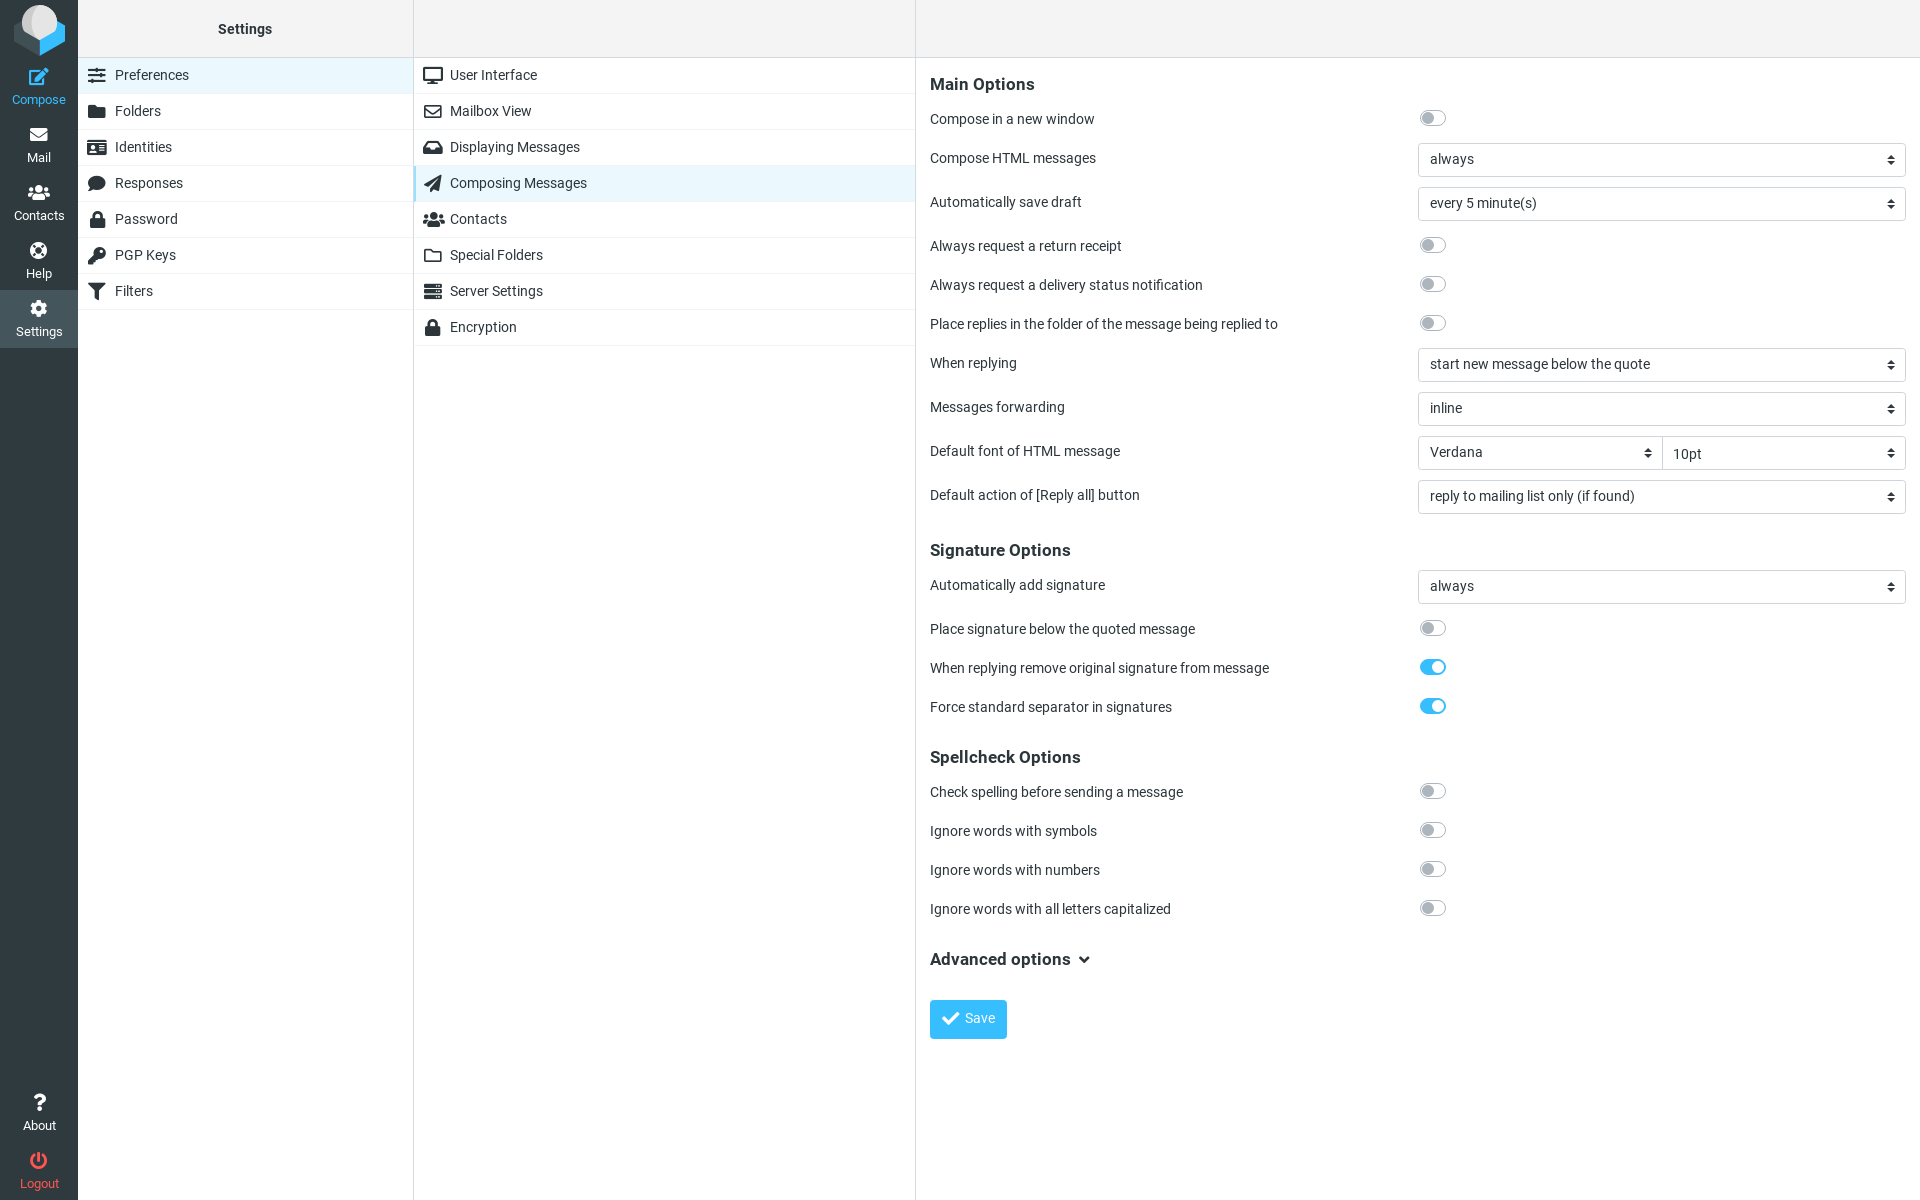 Settings
Compose
Mail
Contacts
Help
Settings
About
Logout
Preferences
Folders
Identities
Responses
Password
PGP Keys
Filters
User Interface
Mailbox View
Displaying Messages
Composing Messages
Contacts
Special Folders
Server Settings
Encryption
Main Options
Compose in a new window
Compose HTML messages always
Automatically save draft every 5 minute(s)
Always request a return receipt
Always request a delivery status notification
Place replies in the folder of the message being replied to
When replying start new message below the quote
Messages forwarding inline
Default font of HTML message Verdana 10pt
Default action of [Reply all] button reply to mailing list only (if found)
Signature Options
Automatically add signature always
Place signature below the quoted message
When replying remove original signature from message
Force standard separator in signatures
Spellcheck Options
Check spelling before sending a message
Ignore words with symbols
Ignore words with numbers
Ignore words with all letters capitalized
Advanced options
Save